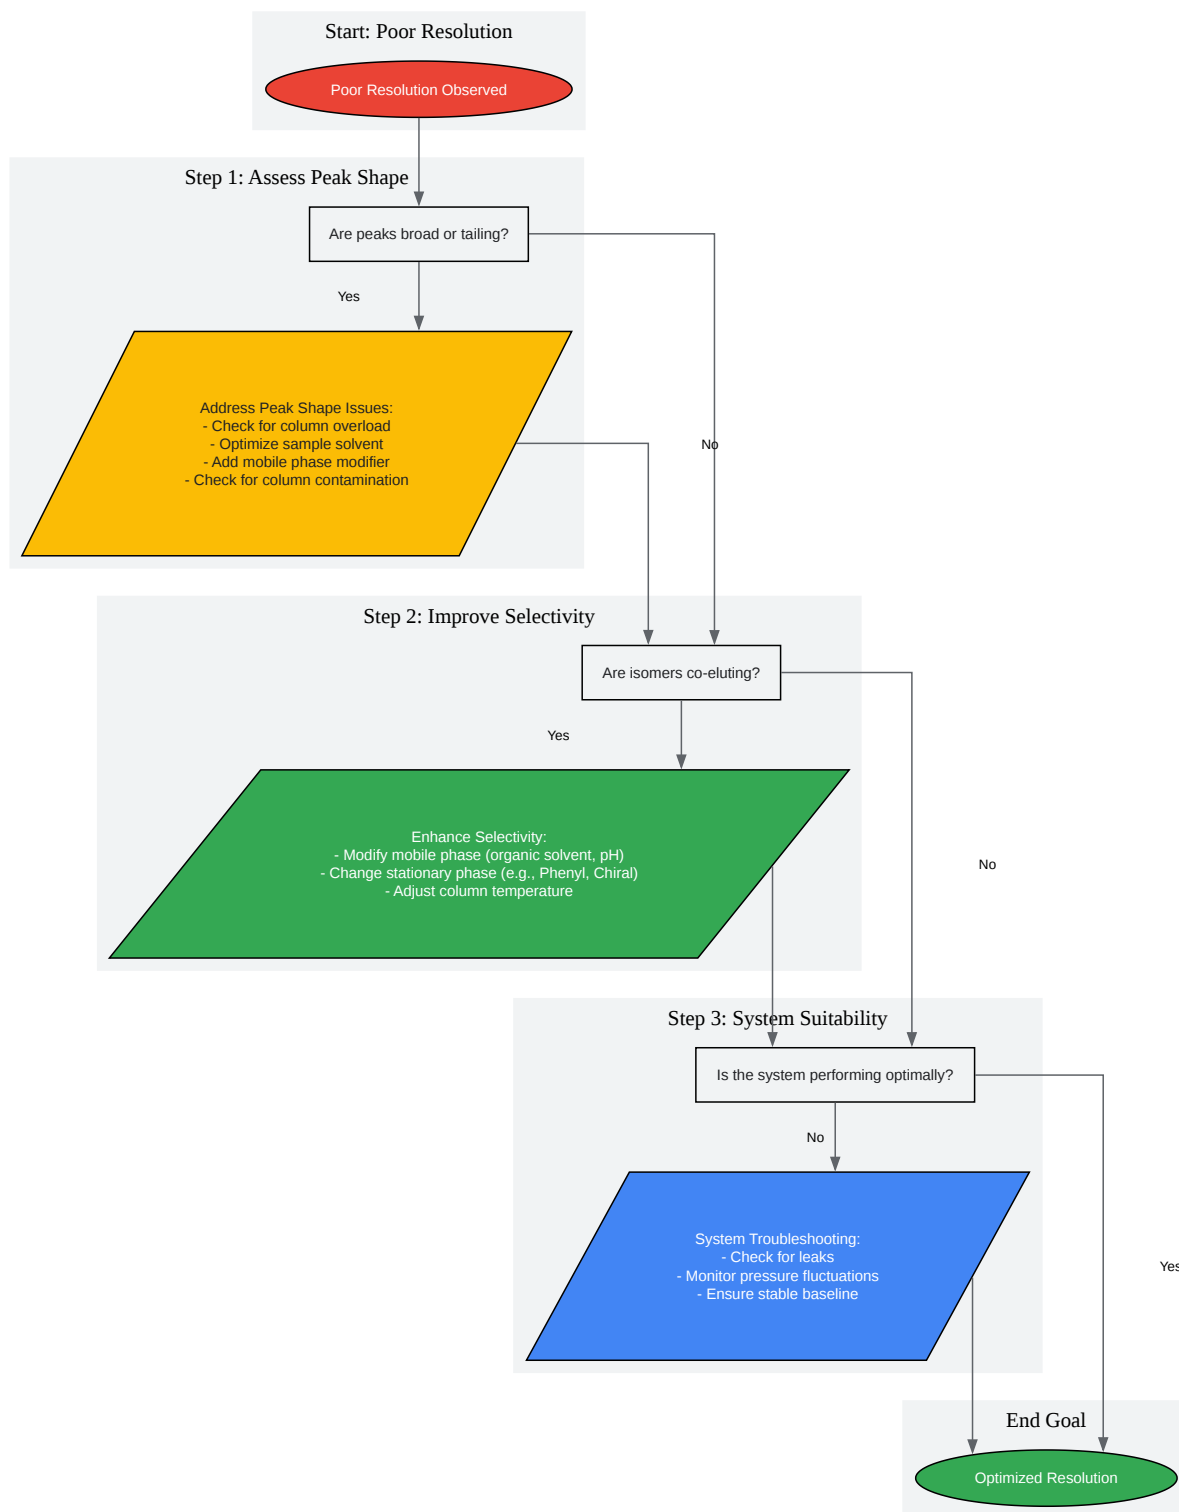 Start: Poor Resolution
Poor Resolution Observed
Step 1: Assess Peak Shape
Are peaks broad or tailing?
Yes
Address Peak Shape Issues:
- Check for column overload
- Optimize sample solvent
- Add mobile phase modifier
- Check for column contamination
No
Step 2: Improve Selectivity
Are isomers co-eluting?
Yes
Enhance Selectivity:
- Modify mobile phase (organic solvent, pH)
- Change stationary phase (e.g., Phenyl, Chiral)
- Adjust column temperature
No
Step 3: System Suitability
Is the system performing optimally?
No
System Troubleshooting:
- Check for leaks
- Monitor pressure fluctuations
- Ensure stable baseline
Yes
End Goal
Optimized Resolution